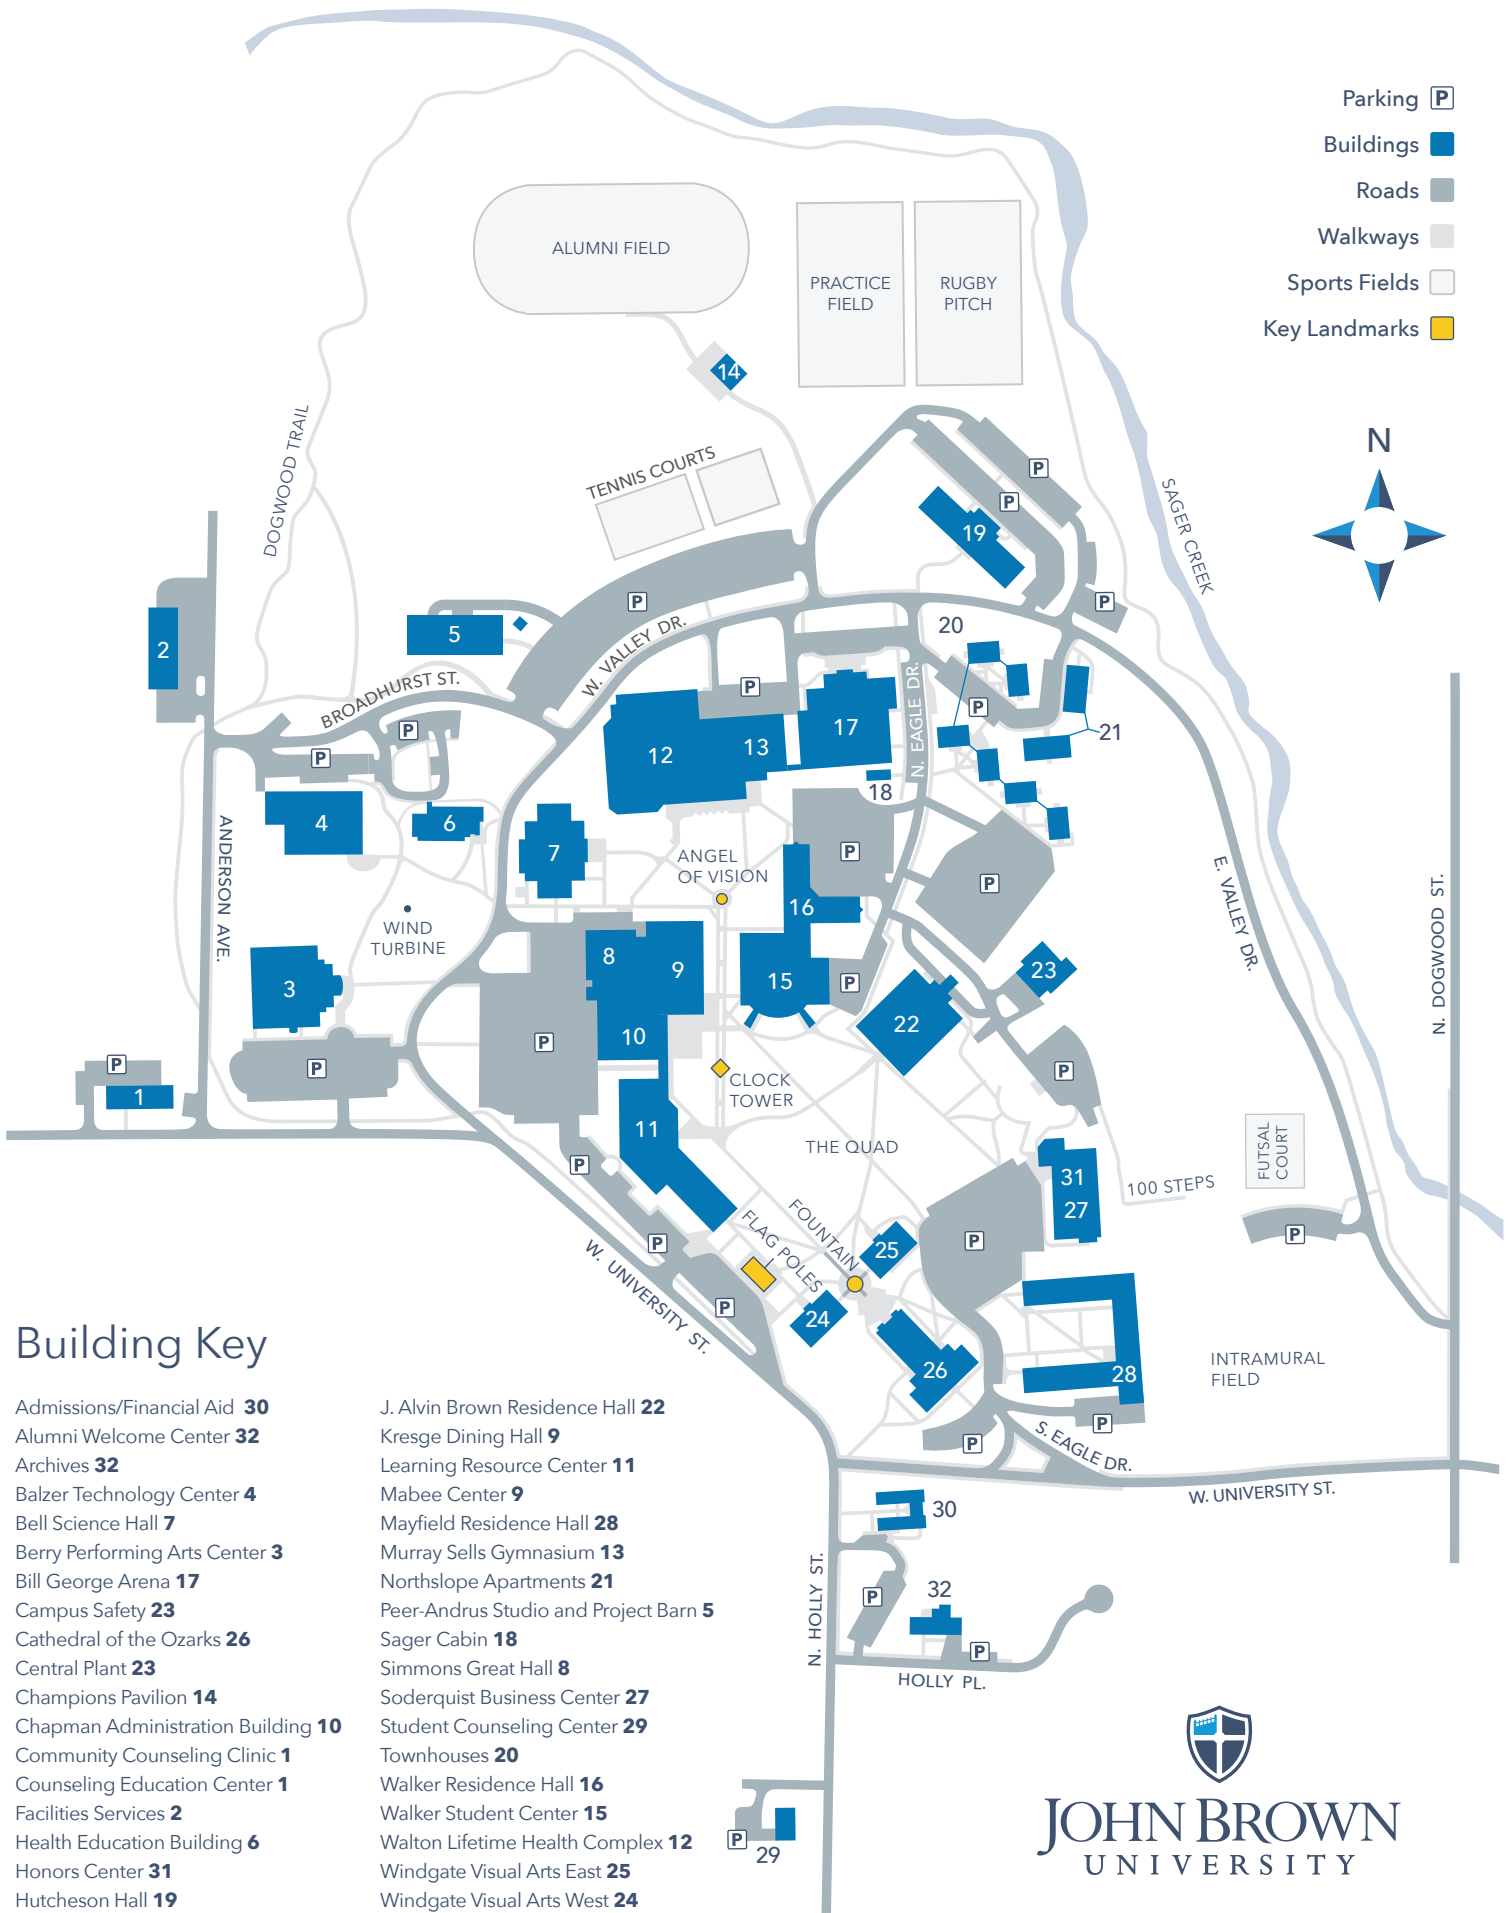 Parking P
Buildings
Roads
Walkways
Sports Fields
Key Landmarks
N
ALUMNI FIELD
PRACTICE
FIELD
RUGBY
PITCH
14
DOGWOOD TRAIL
TENNIS COURTS
SAGER CREEK
P
P
19
P
P
20
2
5
W. VALLEY DR.
BROADHURST ST.
P
P
P
12
13
17
N. EAGLE DR.
P
21
18
4
6
7
ANDERSON AVE.
ANGEL
OF VISION
P
P
16
WIND
TURBINE
E. VALLEY DR.
N. DOGWOOD ST.
3
8
9
15
P
23
22
10
P
P
P
P
1
CLOCK
TOWER
11
THE QUAD
FUTSAL
COURT
P
31
27
100 STEPS
P
FLAG POLES
FOUNTAIN
25
P
P
W. UNIVERSITY ST.
P
24
26
28
INTRAMURAL
FIELD
P
P
S. EAGLE DR.
W. UNIVERSITY ST.
30
N. HOLLY ST.
P
32
P
HOLLY PL.
P
29
Building Key
Admissions/Financial Aid 30
Alumni Welcome Center 32
Archives 32
Balzer Technology Center 4
Bell Science Hall 7
Berry Performing Arts Center 3
Bill George Arena 17
Campus Safety 23
Cathedral of the Ozarks 26
Central Plant 23
Champions Pavilion 14
Chapman Administration Building 10
Community Counseling Clinic 1
Counseling Education Center 1
Facilities Services 2
Health Education Building 6
Honors Center 31
Hutcheson Hall 19
J. Alvin Brown Residence Hall 22
Kresge Dining Hall 9
Learning Resource Center 11
Mabee Center 9
Mayfield Residence Hall 28
Murray Sells Gymnasium 13
Northslope Apartments 21
Peer-Andrus Studio and Project Barn 5
Sager Cabin 18
Simmons Great Hall 8
Soderquist Business Center 27
Student Counseling Center 29
Townhouses 20
Walker Residence Hall 16
Walker Student Center 15
Walton Lifetime Health Complex 12
Windgate Visual Arts East 25
Windgate Visual Arts West 24
JOHN BROWN
UNIVERSITY